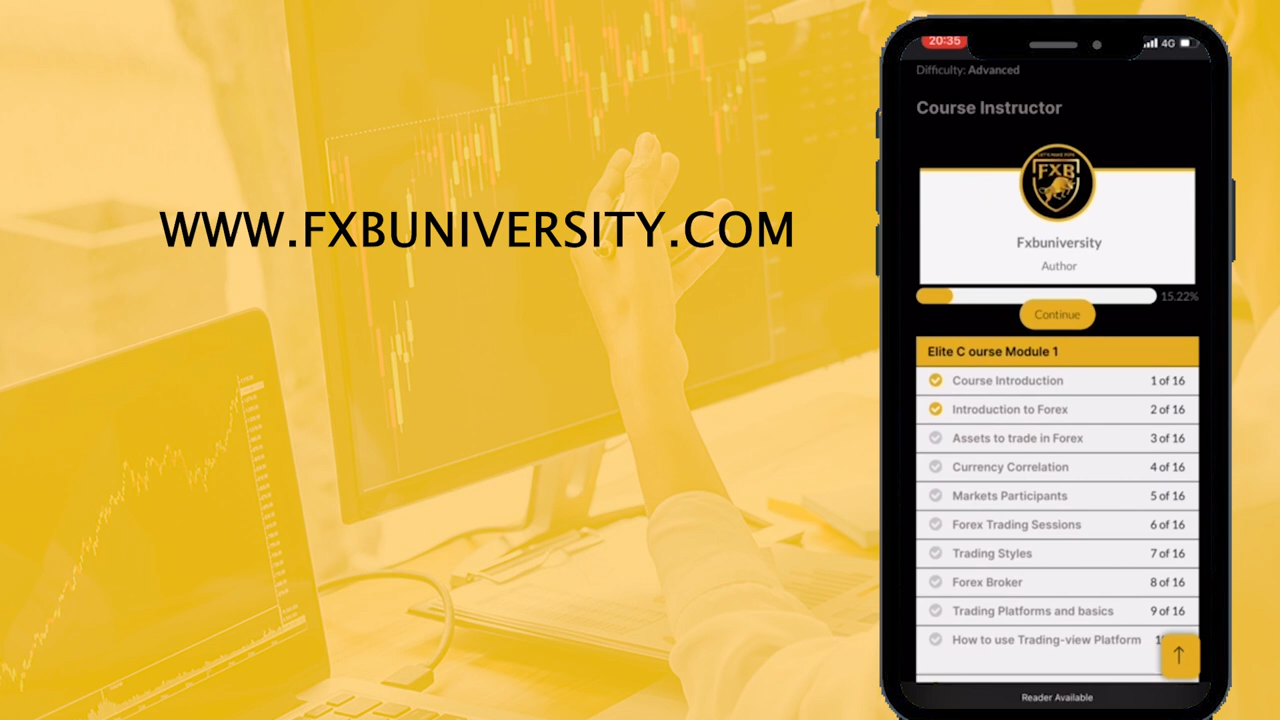 WWW.FXBUNIVERSITY.COM
20:35
4G
Difficulty: Advanced
Course Instructor
LET'S MAKE PIPS
FXB
Fxbuniversity
Author
15.22%
Continue
Elite C ourse Module 1
Course Introduction 1 of 16
Introduction to Forex 2 of 16
Assets to trade in Forex 3 of 16
Currency Correlation 4 of 16
Markets Participants 5 of 16
Forex Trading Sessions 6 of 16
Trading Styles 7 of 16
Forex Broker 8 of 16
Trading Platforms and basics 9 of 16
How to use Trading-view Platform
Reader Available